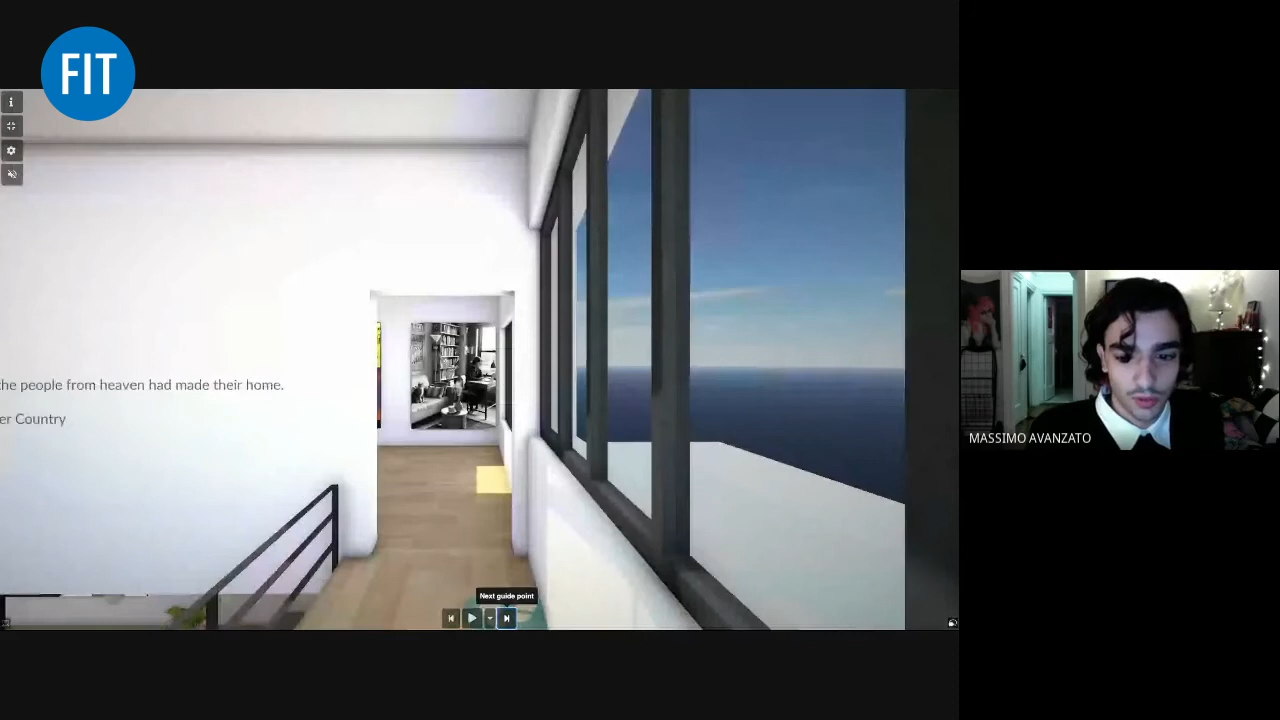 FIT
the people from heaven had made their home.
er Country
Next guide point
MASSIMO AVANZATO